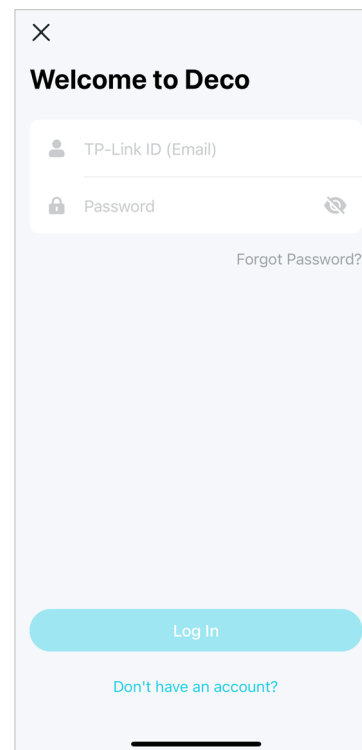 Welcome to Deco
TP-Link ID (Email)
Password
Forgot Password?
Log In
Don't have an account?